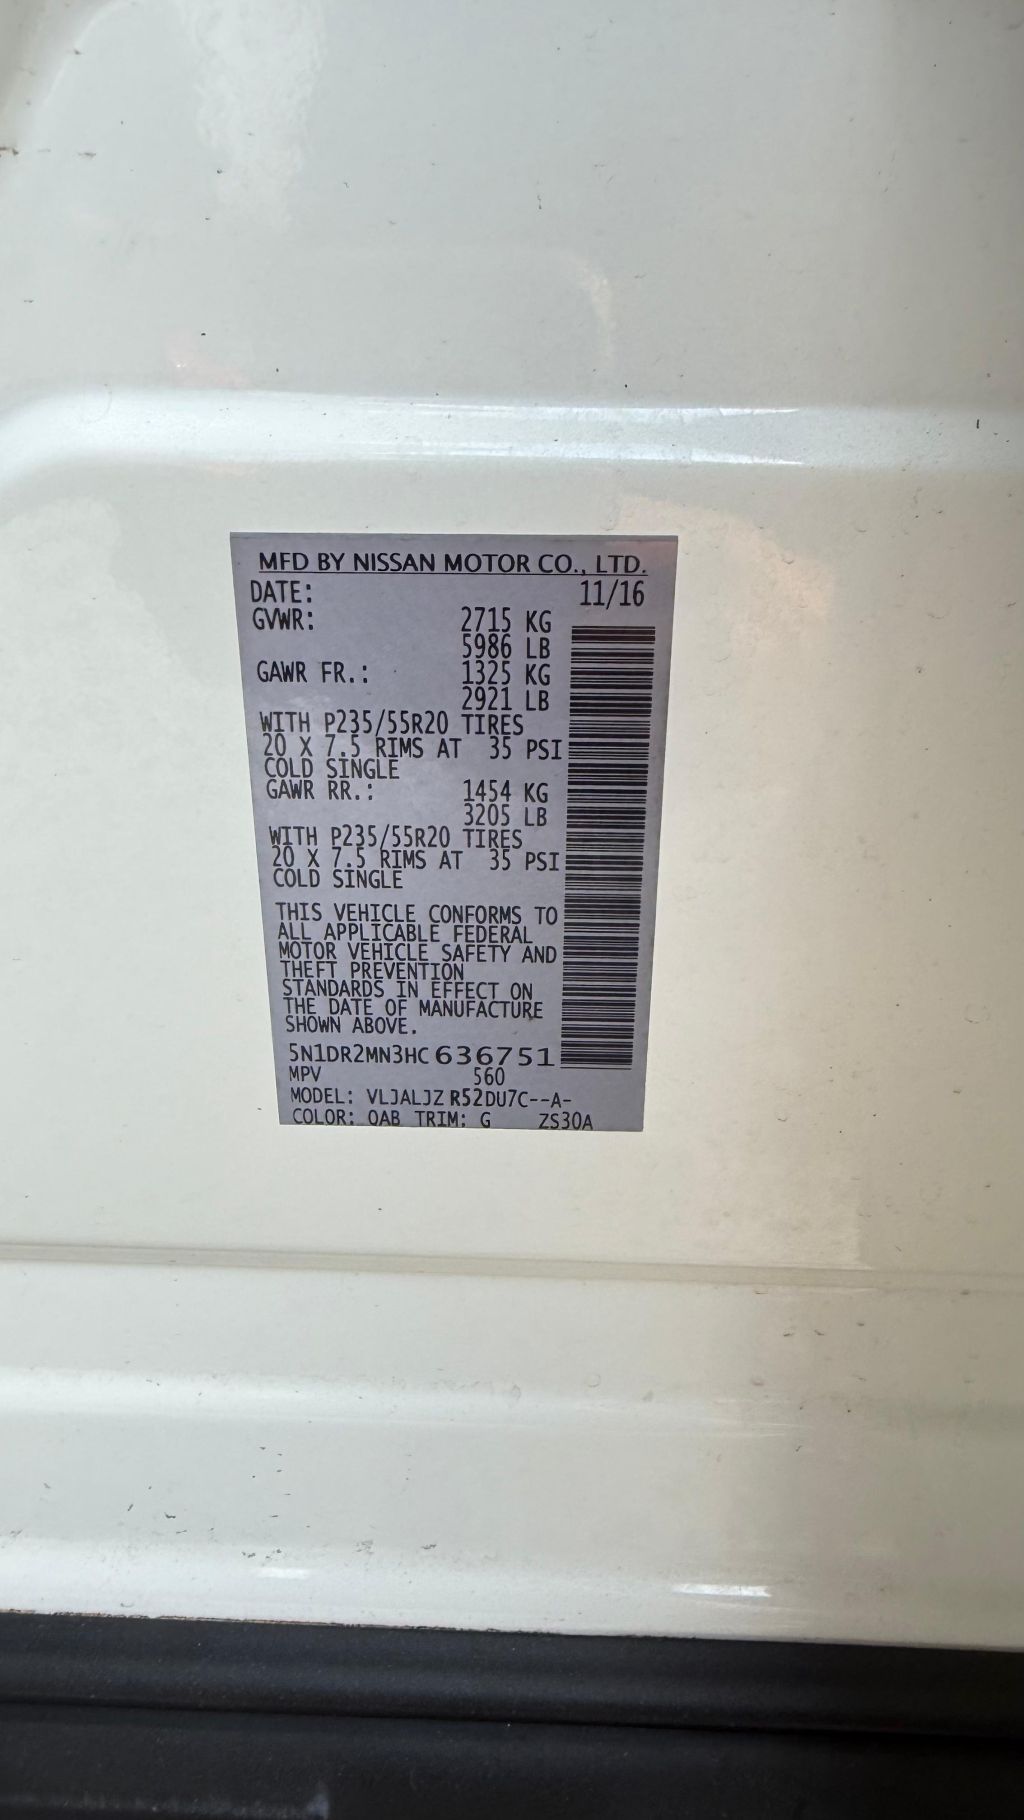 MFD BY NISSAN MOTOR CO., LTD.
DATE: 11/16
GVWR: 2715 KG
5986 LB
GAWR FR.: 1325 KG
2921 LB
WITH P235/55R20 TIRES
20 X 7.5 RIMS AT 35 PSI
COLD SINGLE
GAWR RR.: 1454 KG
3205 LB
WITH P235/55R20 TIRES
20 X 7.5 RIMS AT 35 PSI
COLD SINGLE
THIS VEHICLE CONFORMS TO
ALL APPLICABLE FEDERAL
MOTOR VEHICLE SAFETY AND
THEFT PREVENTION
STANDARDS IN EFFECT ON
THE DATE OF MANUFACTURE
SHOWN ABOVE.
5N1DR2MN3HC636751
MPV 560
MODEL: VLJALJZ R52DU7C--A-
COLOR: QAB TRIM: G ZS30A